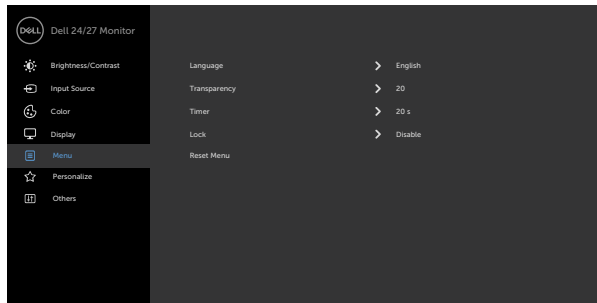 DELL Dell 24/27 Monitor
Brightness/Contrast
Input Source
Color
Display
Menu
Personalize
Others
Language English
Transparency 20
Timer 20 s
Lock Disable
Reset Menu